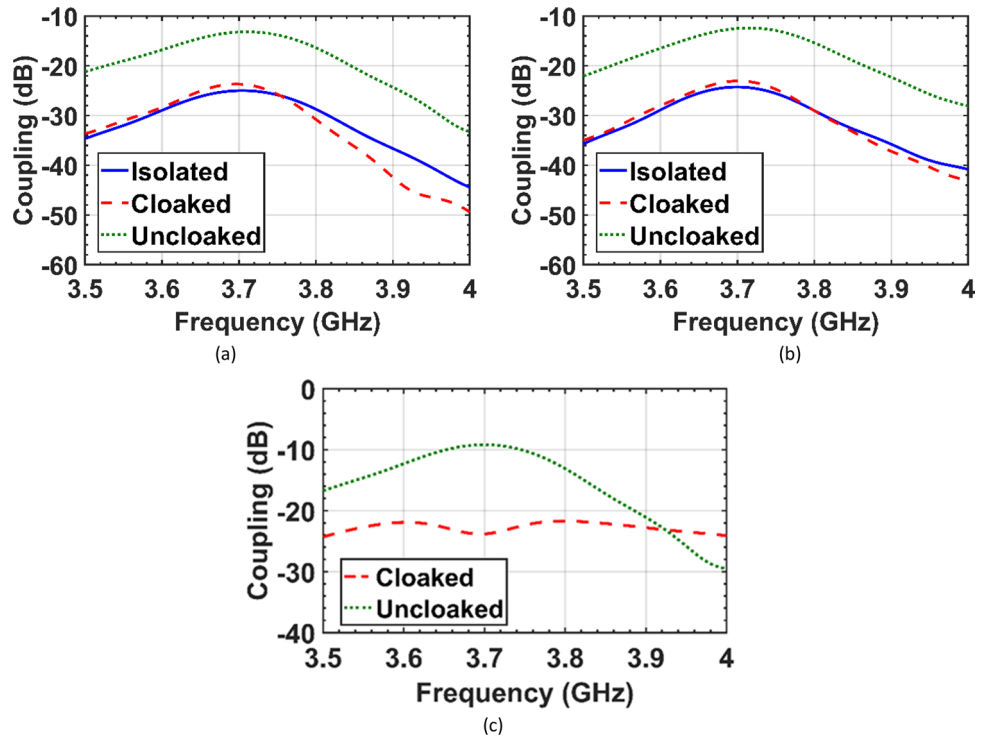 -10
-20
-30
-40
-50
-60
Coupling (dB)
Isolated
Cloaked
Uncloaked
3.5 3.6 3.7 3.8 3.9 4
Frequency (GHz)
(a)
-10
-20
-30
-40
-50
-60
Coupling (dB)
Isolated
Cloaked
Uncloaked
3.5 3.6 3.7 3.8 3.9 4
Frequency (GHz)
(b)
0
-10
-20
-30
-40
Coupling (dB)
Cloaked
Uncloaked
3.5 3.6 3.7 3.8 3.9 4
Frequency (GHz)
(c)